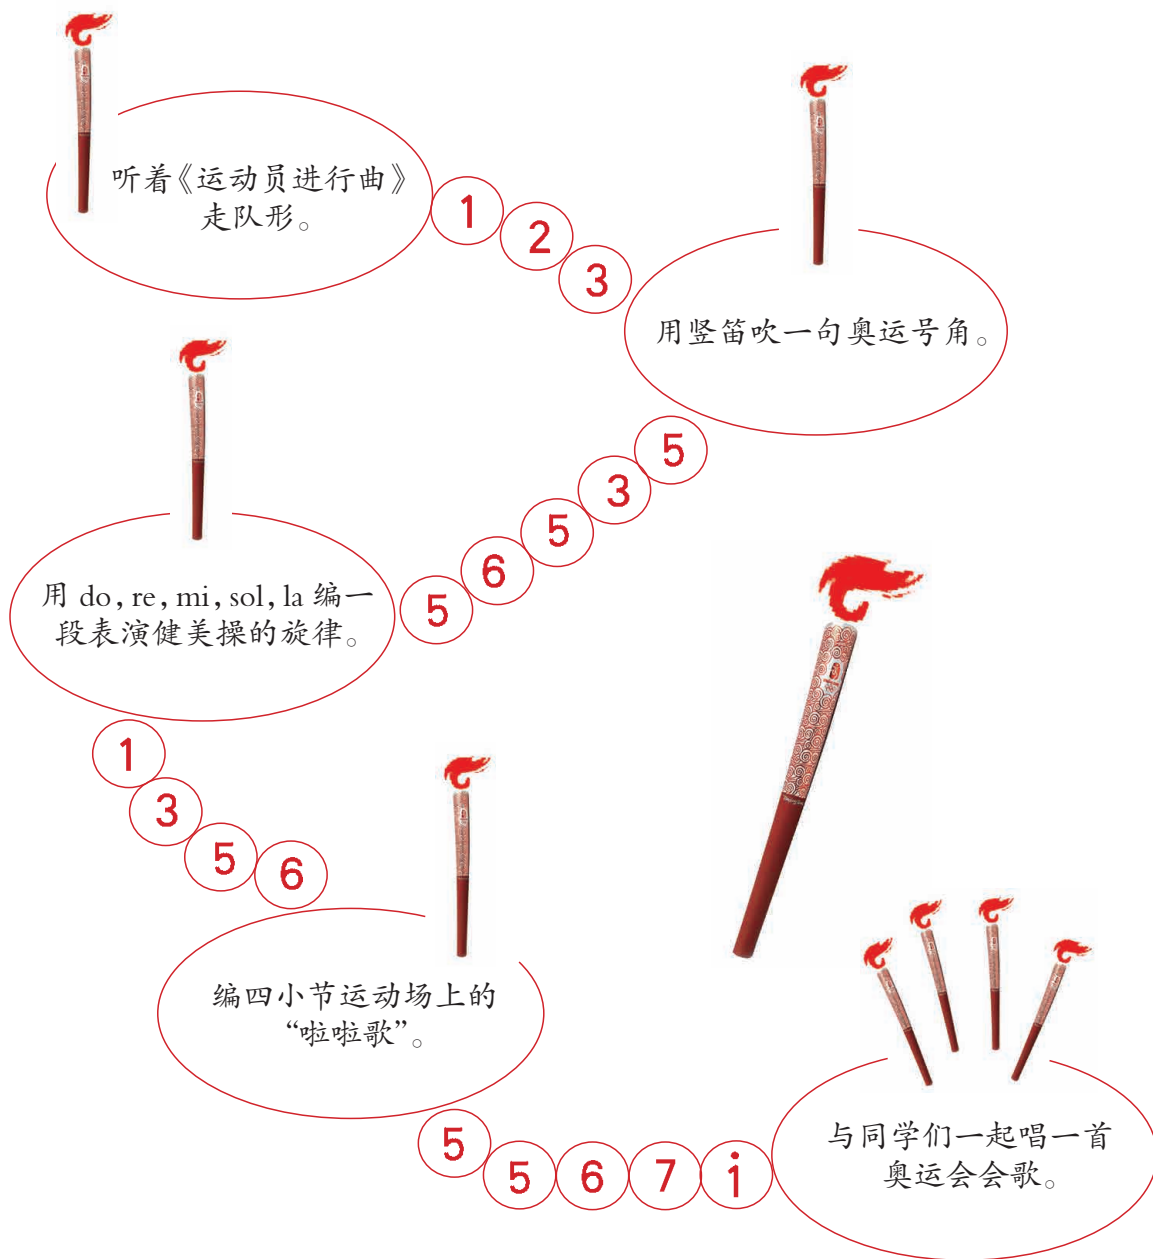 听着《运动员进行曲》
走队形。
1
2
3
用竖笛吹一句奥运号角。
5
3
5
6
5
用 do, re, mi, sol, la 编一
段表演健美操的旋律。
1
3
5
6
编四小节运动场上的
“啦啦歌”。
5
5
6
7
i
与同学们一起唱一首
奥运会会歌。